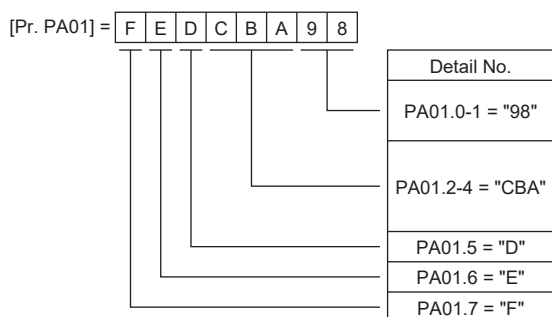 [Pr. PA01] = F E D C B A 9 8
Detail No.
PA01.0-1 = "98"
PA01.2-4 = "CBA"
PA01.5 = "D"
PA01.6 = "E"
PA01.7 = "F"